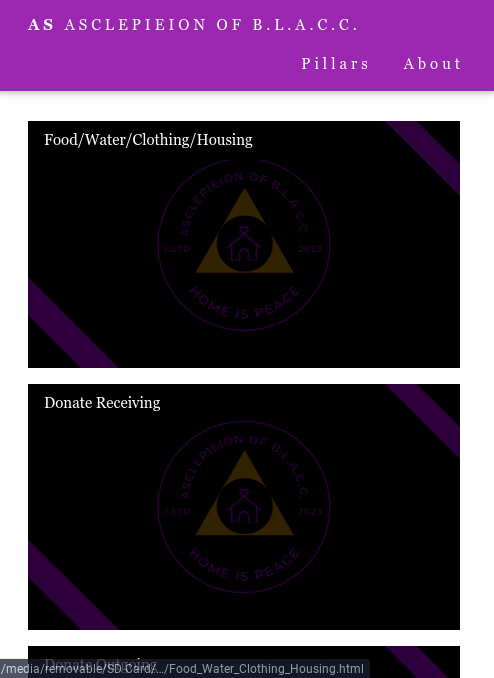 AS ASCLEPIEION OF B.L.A.C.C.
Pillars About
Food/Water/Clothing/Housing
ASCLEPIEION OF B.L.A.C.C.
ESTD 2023
HOME IS PEACE
Donate Receiving
ASCLEPIEION OF B.L.A.C.C.
ESTD 2023
HOME IS PEACE
Donate Outgoing
/media/removable/SD Card/.../Food_Water_Clothing_Housing.html